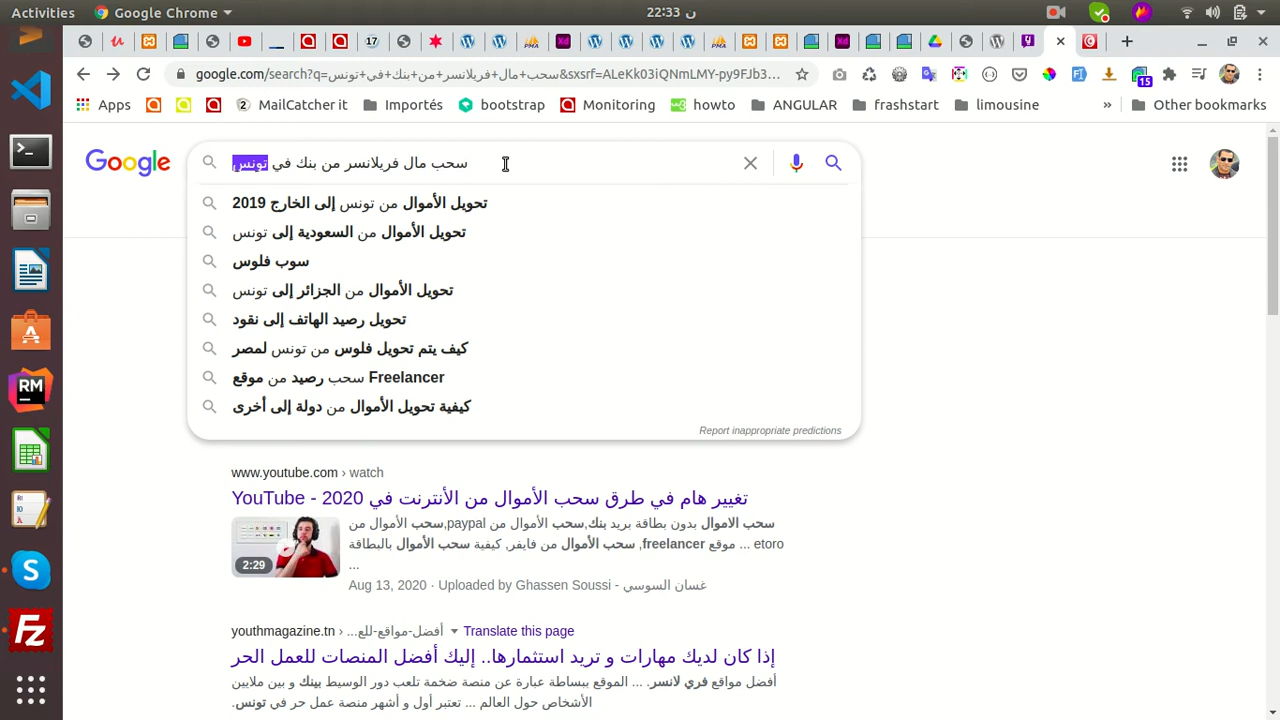 Activities
Google Chrome
ن 22:33
17
google.com/search?q=سحب+مال+فريلانسر+من+بنك+في+تونس&sxsrf=ALeKk03iQNmLMY-py9FJb3...
15
Apps
MailCatcher it
Importés
bootstrap
Monitoring
howto
ANGULAR
frashstart
limousine
»
Other bookmarks
Google
سحب مال فريلانسر من بنك في تونس
تحويل الأموال من تونس إلى الخارج 2019
تحويل الأموال من السعودية إلى تونس
سوب فلوس
تحويل الأموال من الجزائر إلى تونس
تحويل رصيد الهاتف إلى نقود
كيف يتم تحويل فلوس من تونس لمصر
سحب رصيد من موقع Freelancer
كيفية تحويل الأموال من دولة إلى أخرى
Report inappropriate predictions
www.youtube.com › watch
تغيير هام في طرق سحب الأموال من الأنترنت في 2020 - YouTube
سحب الاموال بدون بطاقة بريد بنك,سحب الأموال من paypal,سحب الأموال من
etoro ... موقع freelancer, سحب الأموال من فايفر, كيفية سحب الأموال بالبطاقة
...
2:29
Aug 13, 2020 · Uploaded by Ghassen Soussi - غسان السوسي
youthmagazine.tn › أفضل-مواقع-للع...
Translate this page
إذا كان لديك مهارات و تريد استثمارها.. إليك أفضل المنصات للعمل الحر
أفضل مواقع فري لانسر. ... الموقع ببساطة عبارة عن منصة ضخمة تلعب دور الوسيط بينك و بين ملايين
الأشخاص حول العالم ... تعتبر أول و أشهر منصة عمل حر في تونس.